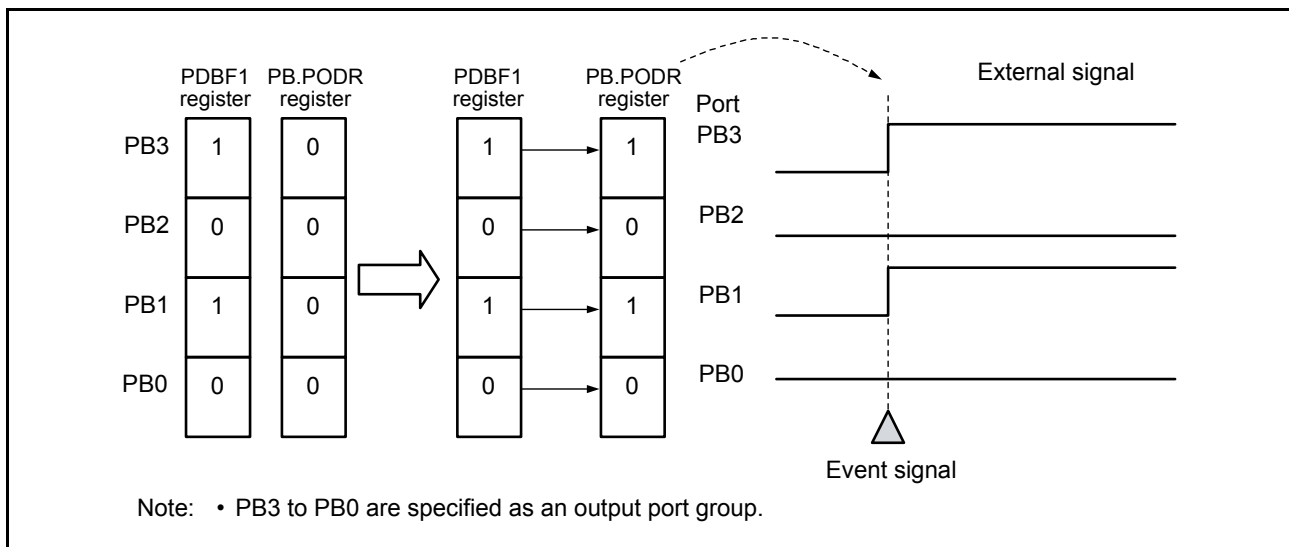 PDBF1 register
PB.PODR register
PDBF1 register
PB.PODR register
External signal
Port
PB3 1 0 1 1 PB3
PB2 0 0 0 0 PB2
PB1 1 0 1 1 PB1
PB0 0 0 0 0 PB0
Event signal
Note: • PB3 to PB0 are specified as an output port group.